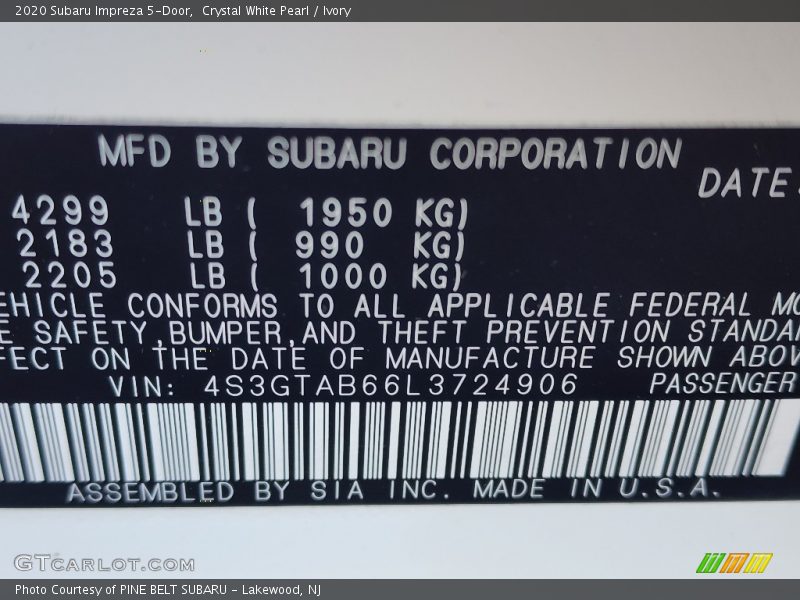 2020 Subaru Impreza 5-Door, Crystal White Pearl / Ivory
MFD BY SUBARU CORPORATION
DATE
4299 LB ( 1950 KG)
2183 LB ( 990 KG)
2205 LB ( 1000 KG)
EHICLE CONFORMS TO ALL APPLICABLE FEDERAL MO
E SAFETY,BUMPER,AND THEFT PREVENTION STANDAR
FECT ON THE DATE OF MANUFACTURE SHOWN ABOV
VIN: 4S3GTAB66L3724906 PASSENGER
ASSEMBLED BY SIA INC. MADE IN U.S.A.
GTCARLOT.COM
Photo Courtesy of PINE BELT SUBARU - Lakewood, NJ